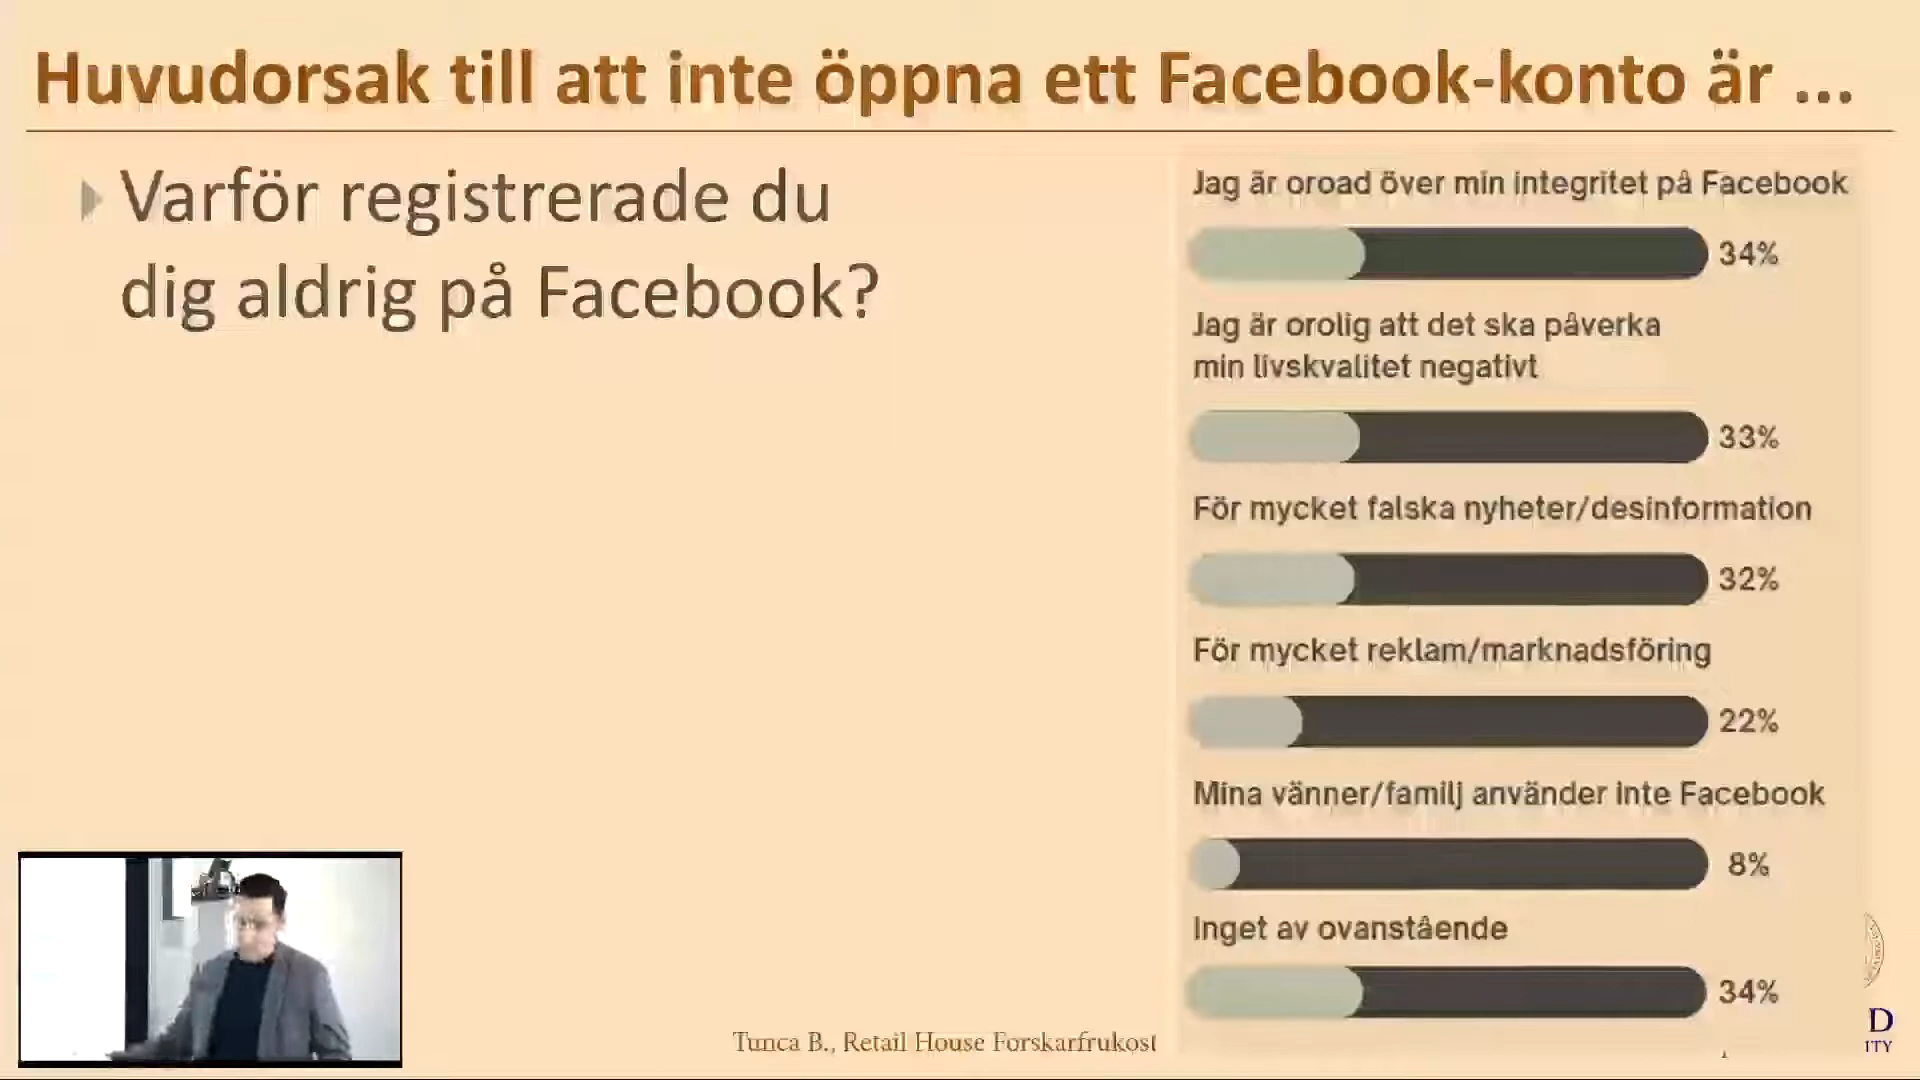 Huvudorsak till att inte öppna ett Facebook-konto är ...
Varför registrerade du
dig aldrig på Facebook?
Jag är oroad över min integritet på Facebook
34%
Jag är orolig att det ska påverka
min livskvalitet negativt
33%
För mycket falska nyheter/desinformation
32%
För mycket reklam/marknadsföring
22%
Mina vänner/familj använder inte Facebook
8%
Inget av ovanstående
34%
Tunca B., Retail House Forskarfrukost
D
ITY